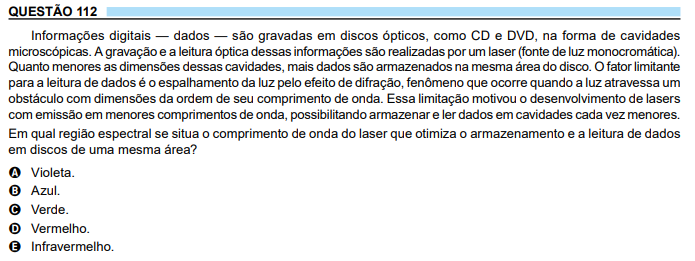 QUESTÃO 112
Informações digitais — dados — são gravadas em discos ópticos, como CD e DVD, na forma de cavidades
microscópicas. A gravação e a leitura óptica dessas informações são realizadas por um laser (fonte de luz monocromática).
Quanto menores as dimensões dessas cavidades, mais dados são armazenados na mesma área do disco. O fator limitante
para a leitura de dados é o espalhamento da luz pelo efeito de difração, fenômeno que ocorre quando a luz atravessa um
obstáculo com dimensões da ordem de seu comprimento de onda. Essa limitação motivou o desenvolvimento de lasers
com emissão em menores comprimentos de onda, possibilitando armazenar e ler dados em cavidades cada vez menores.
Em qual região espectral se situa o comprimento de onda do laser que otimiza o armazenamento e a leitura de dados
em discos de uma mesma área?
A Violeta.
B Azul.
C Verde.
D Vermelho.
E Infravermelho.